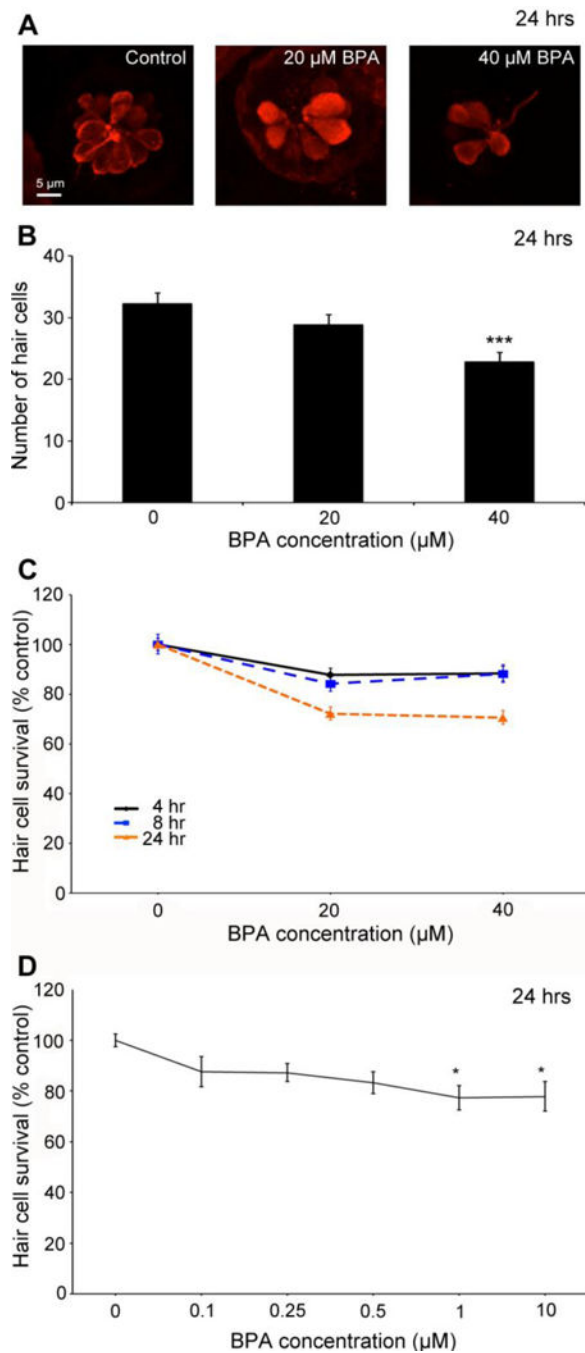 A
24 hrs
Control
20 µM BPA
40 µM BPA
5 µm
B
24 hrs
Number of hair cells
40
30
20
10
0
***
0
20
40
BPA concentration (µM)
C
Hair cell survival (% control)
120
100
80
60
40
20
0
4 hr
8 hr
24 hr
0
20
40
BPA concentration (µM)
D
24 hrs
Hair cell survival (% control)
120
100
80
60
40
20
0
*
*
0
0.1
0.25
0.5
1
10
BPA concentration (µM)